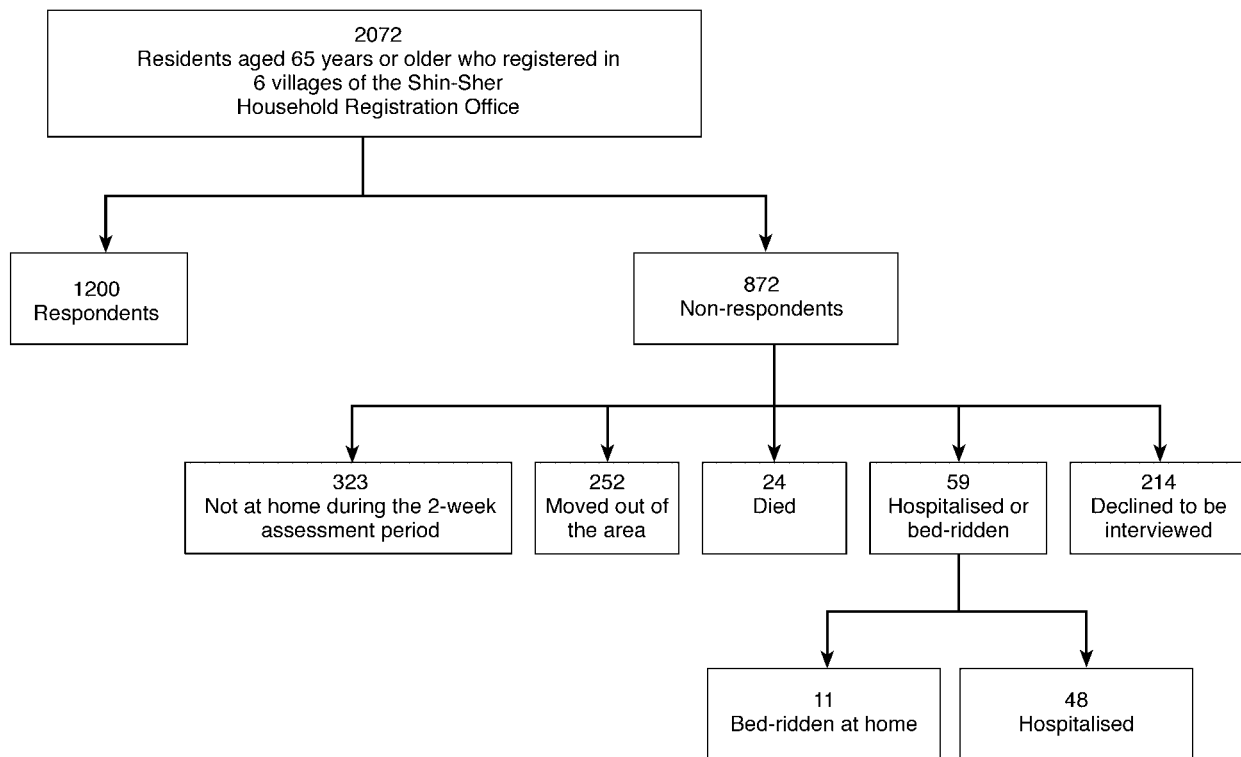 2072
Residents aged 65 years or older who registered in
6 villages of the Shin-Sher
Household Registration Office
1200
Respondents
872
Non-respondents
323
Not at home during the 2-week
assessment period
252
Moved out of
the area
24
Died
59
Hospitalised or
bed-ridden
214
Declined to be
interviewed
11
Bed-ridden at home
48
Hospitalised